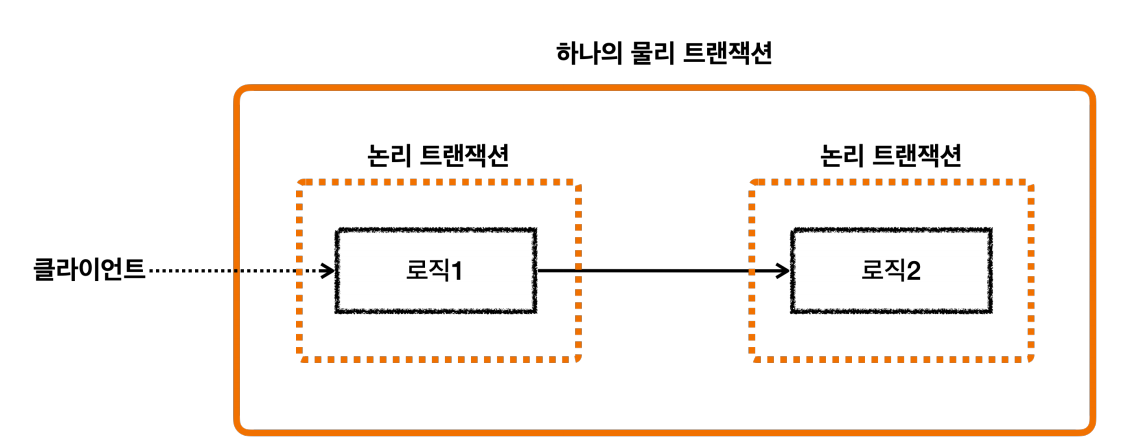 하나의 물리 트랜잭션
논리 트랜잭션
논리 트랜잭션
클라이언트
로직1
로직2